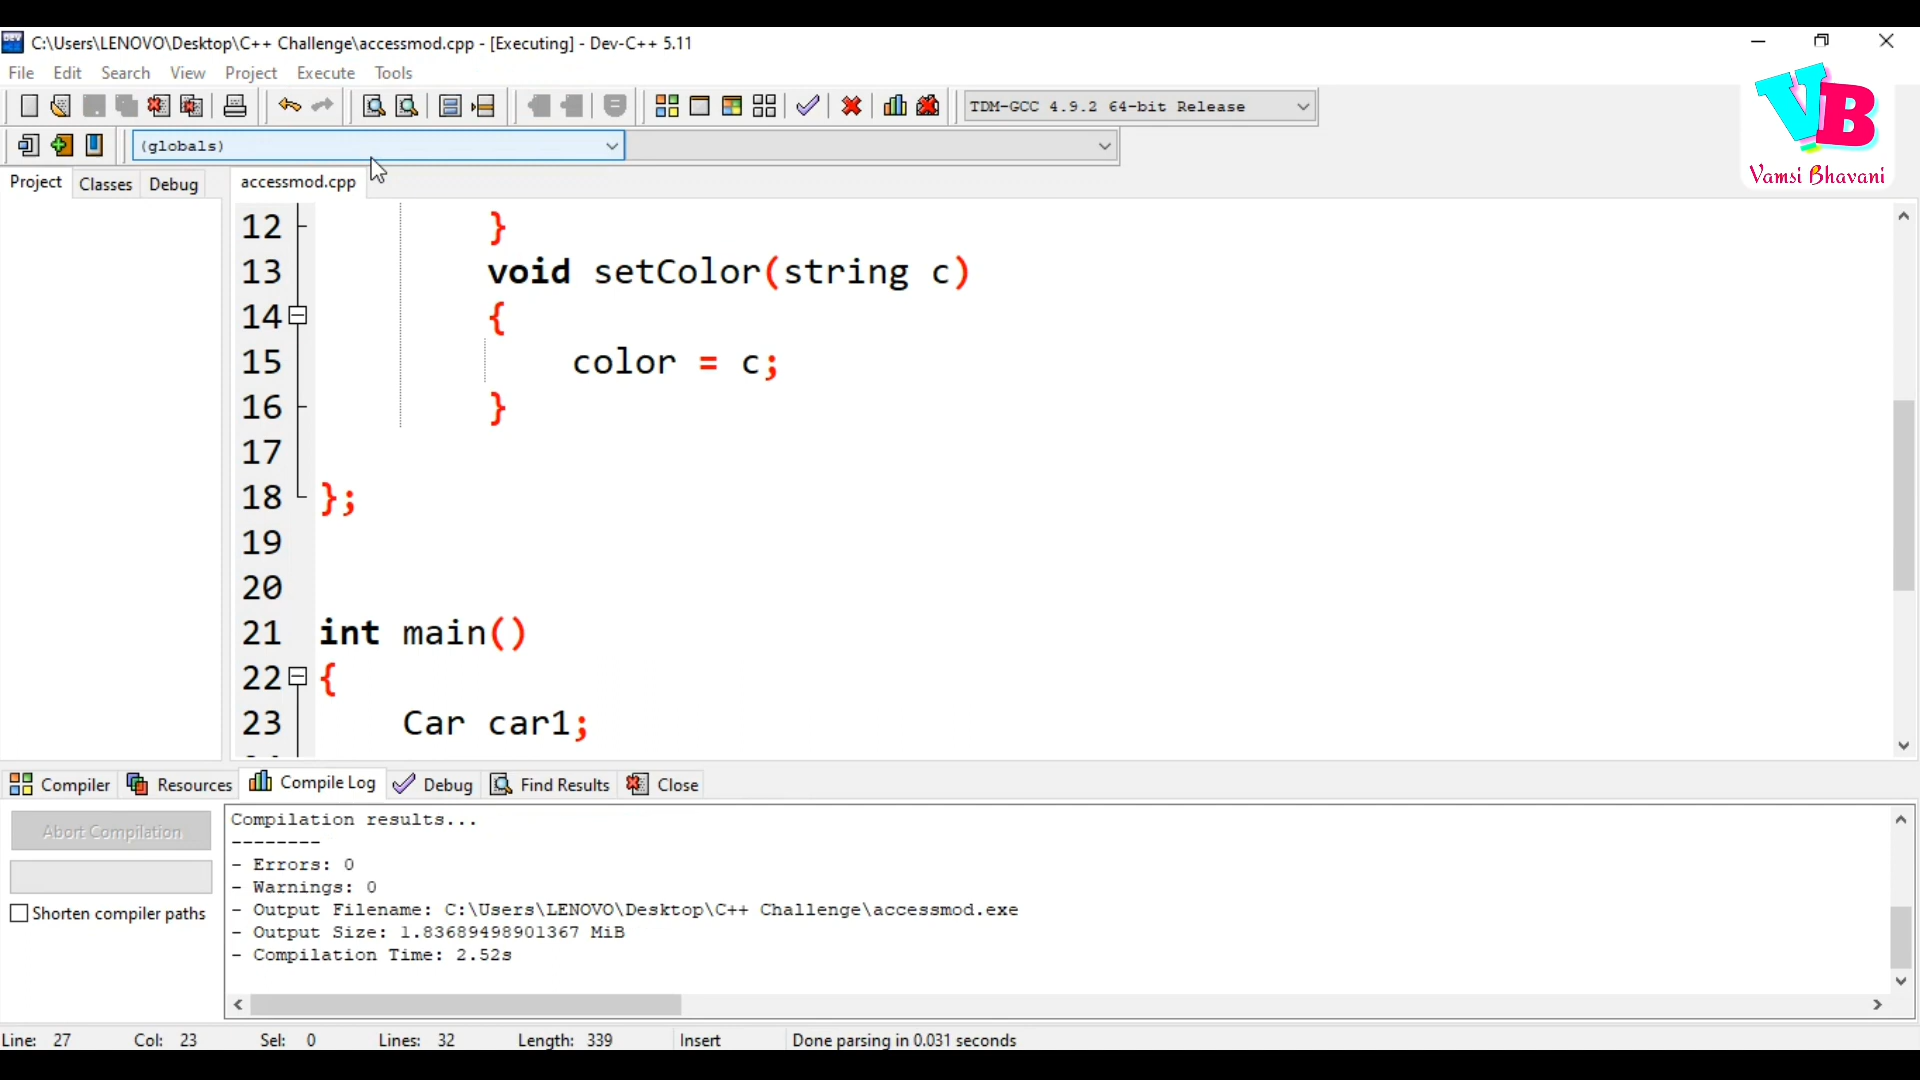 C:\Users\LENOVO\Desktop\C++ Challenge\accessmod.cpp - [Executing] - Dev-C++ 5.11
File Edit Search View Project Execute Tools
TDM-GCC 4.9.2 64-bit Release
(globals)
VB
Vamsi Bhavani
Project Classes Debug accessmod.cpp
12 }
13 void setColor(string c)
14 {
15 color = c;
16 }
17
18 };
19
20
21 int main()
22 {
23 Car car1;
Compiler Resources Compile Log Debug Find Results Close
Abort Compilation
Shorten compiler paths
Compilation results...
--------
- Errors: 0
- Warnings: 0
- Output Filename: C:\Users\LENOVO\Desktop\C++ Challenge\accessmod.exe
- Output Size: 1.83689498901367 MiB
- Compilation Time: 2.52s
Line: 27 Col: 23 Sel: 0 Lines: 32 Length: 339 Insert Done parsing in 0.031 seconds